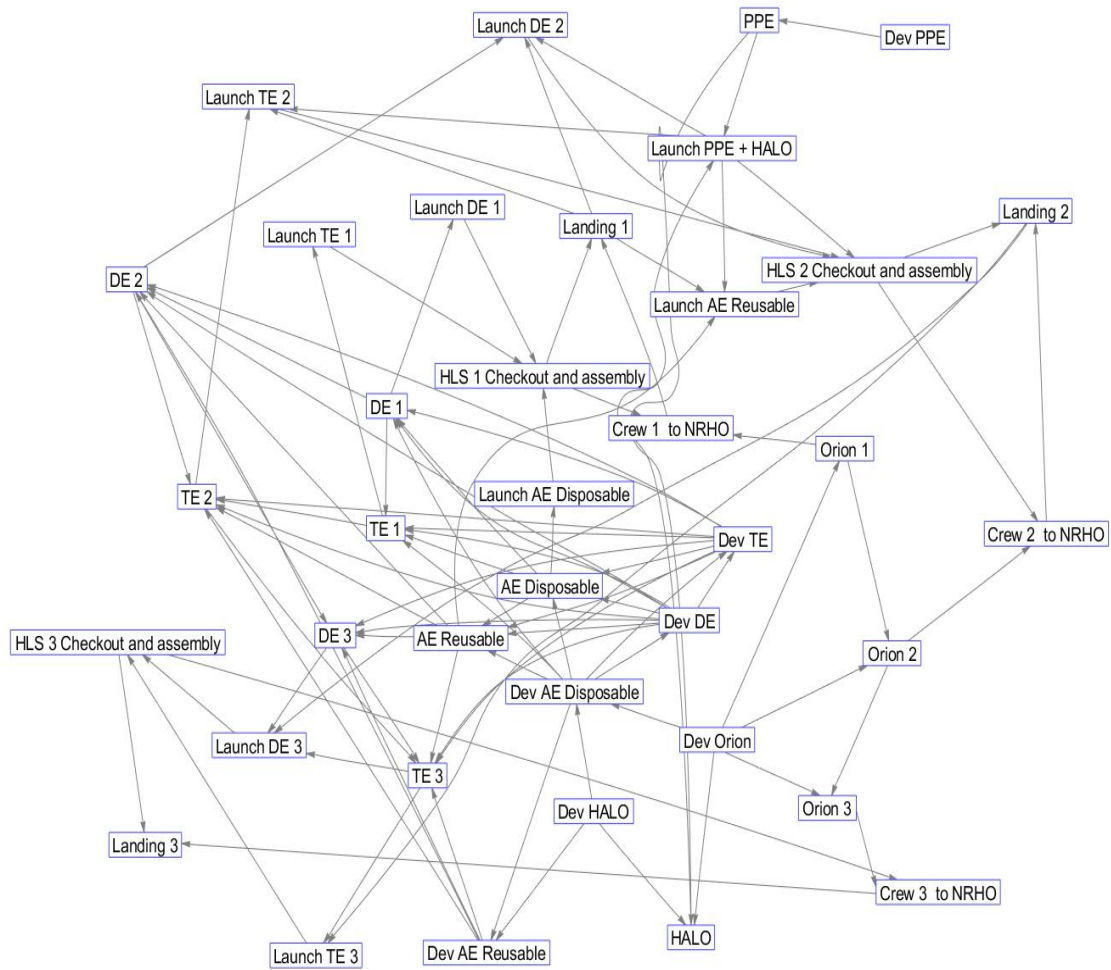 Launch DE 2
PPE
Dev PPE
Launch TE 2
Launch PPE + HALO
Launch DE 1
Landing 1
Landing 2
Launch TE 1
DE 2
HLS 2 Checkout and assembly
Launch AE Reusable
HLS 1 Checkout and assembly
DE 1
Crew 1  to NRHO
Orion 1
TE 2
Launch AE Disposable
TE 1
Dev TE
Crew 2  to NRHO
AE Disposable
Dev DE
HLS 3 Checkout and assembly
DE 3
AE Reusable
Orion 2
Dev AE Disposable
Launch DE 3
Dev Orion
TE 3
Dev HALO
Orion 3
Landing 3
Crew 3  to NRHO
HALO
Launch TE 3
Dev AE Reusable